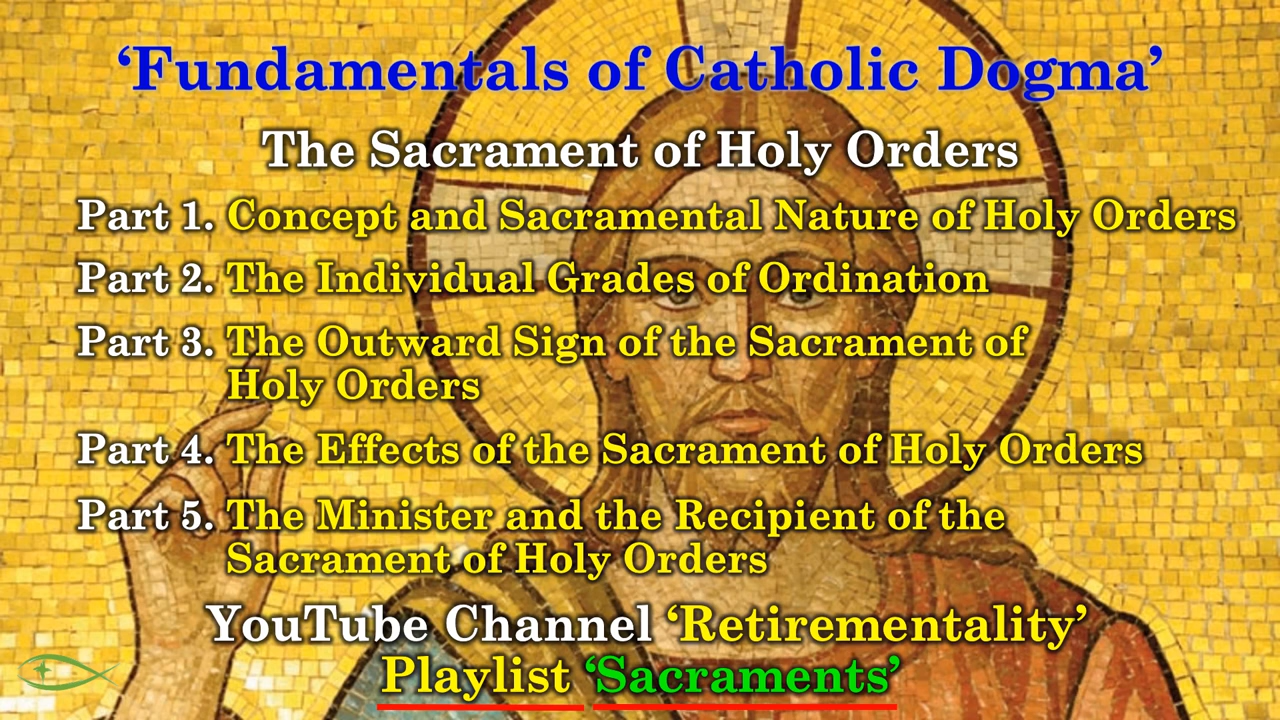 ‘Fundamentals of Catholic Dogma’
The Sacrament of Holy Orders
Part 1. Concept and Sacramental Nature of Holy Orders
Part 2. The Individual Grades of Ordination
Part 3. The Outward Sign of the Sacrament of
Holy Orders
Part 4. The Effects of the Sacrament of Holy Orders
Part 5. The Minister and the Recipient of the
Sacrament of Holy Orders
YouTube Channel ‘Retirementality’
Playlist ‘Sacraments’